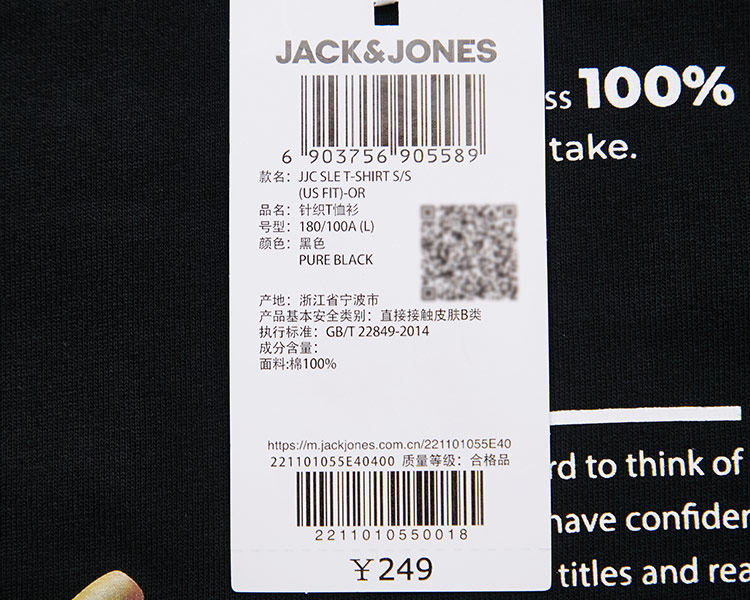 JACK&JONES
6 903756 905589
款名: JJC SLE T-SHIRT S/S
(US FIT)-OR
品名: 针织T恤衫
号型: 180/100A (L)
颜色: 黑色
PURE BLACK
产地: 浙江省宁波市
产品基本安全类别: 直接接触皮肤B类
执行标准: GB/T 22849-2014
成分含量:
面料:棉100%
https://m.jackjones.com.cn/221101055E40
221101055E40400 质量等级: 合格品
2211010550018
￥249
ss 100%
take.
rd to think of
have confiden
titles and rea